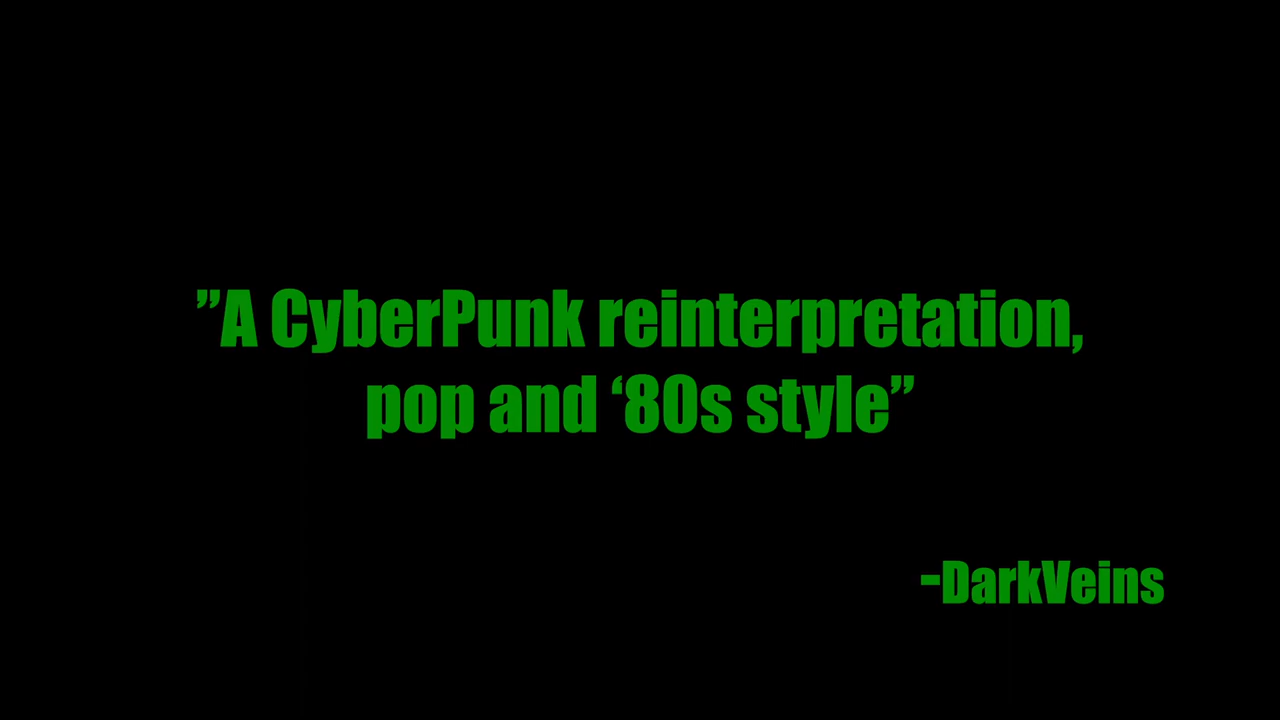 ”A CyberPunk reinterpretation,
pop and ‘80s style”
-DarkVeins